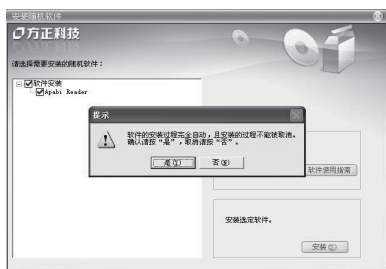 安装随机软件
方正科技
请选择需要安装的随机软件：
软件安装
Apabi Reader
提示
软件的安装过程完全自动，且安装的过程不能被取消。
确认请按“是”，取消请按“否”。
是(Y)
否(N)
软件使用指南
安装选定软件。
安装(S)